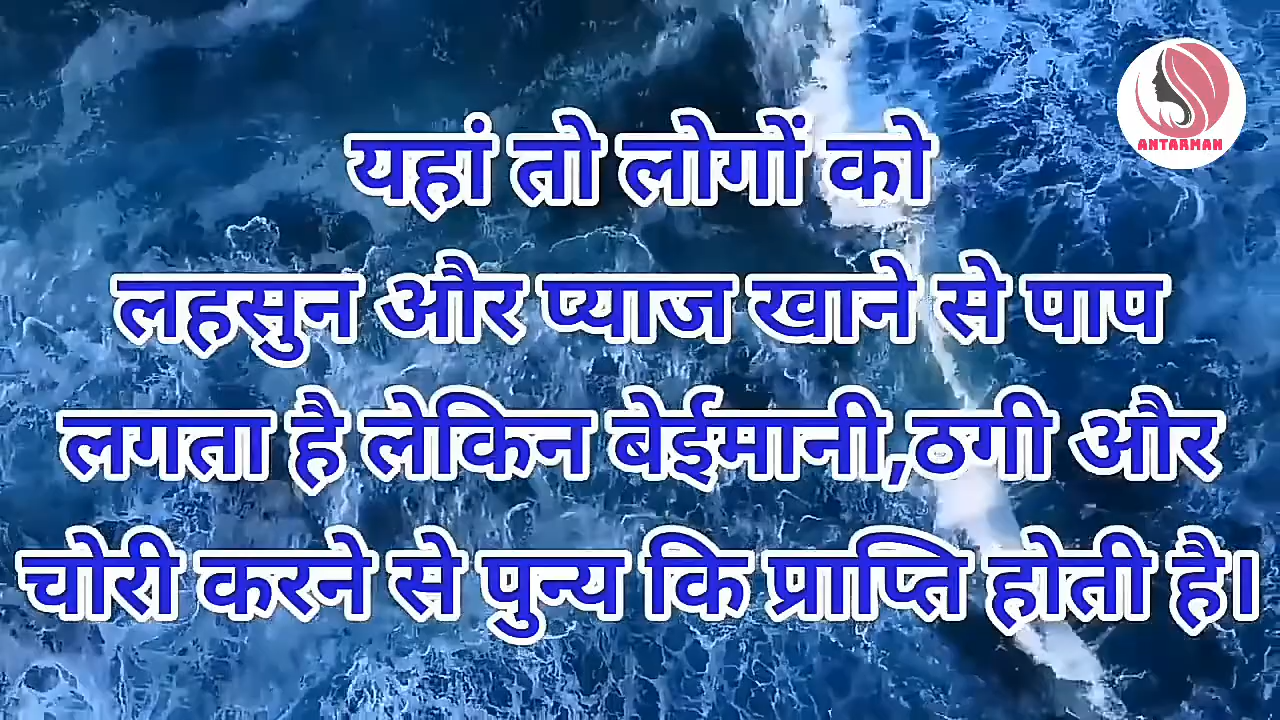 ANTARMAN
यहां तो लोगों को
लहसुन और प्याज खाने से पाप
लगता है लेकिन बेईमानी,ठगी और
चोरी करने से पुन्य कि प्राप्ति होती है।